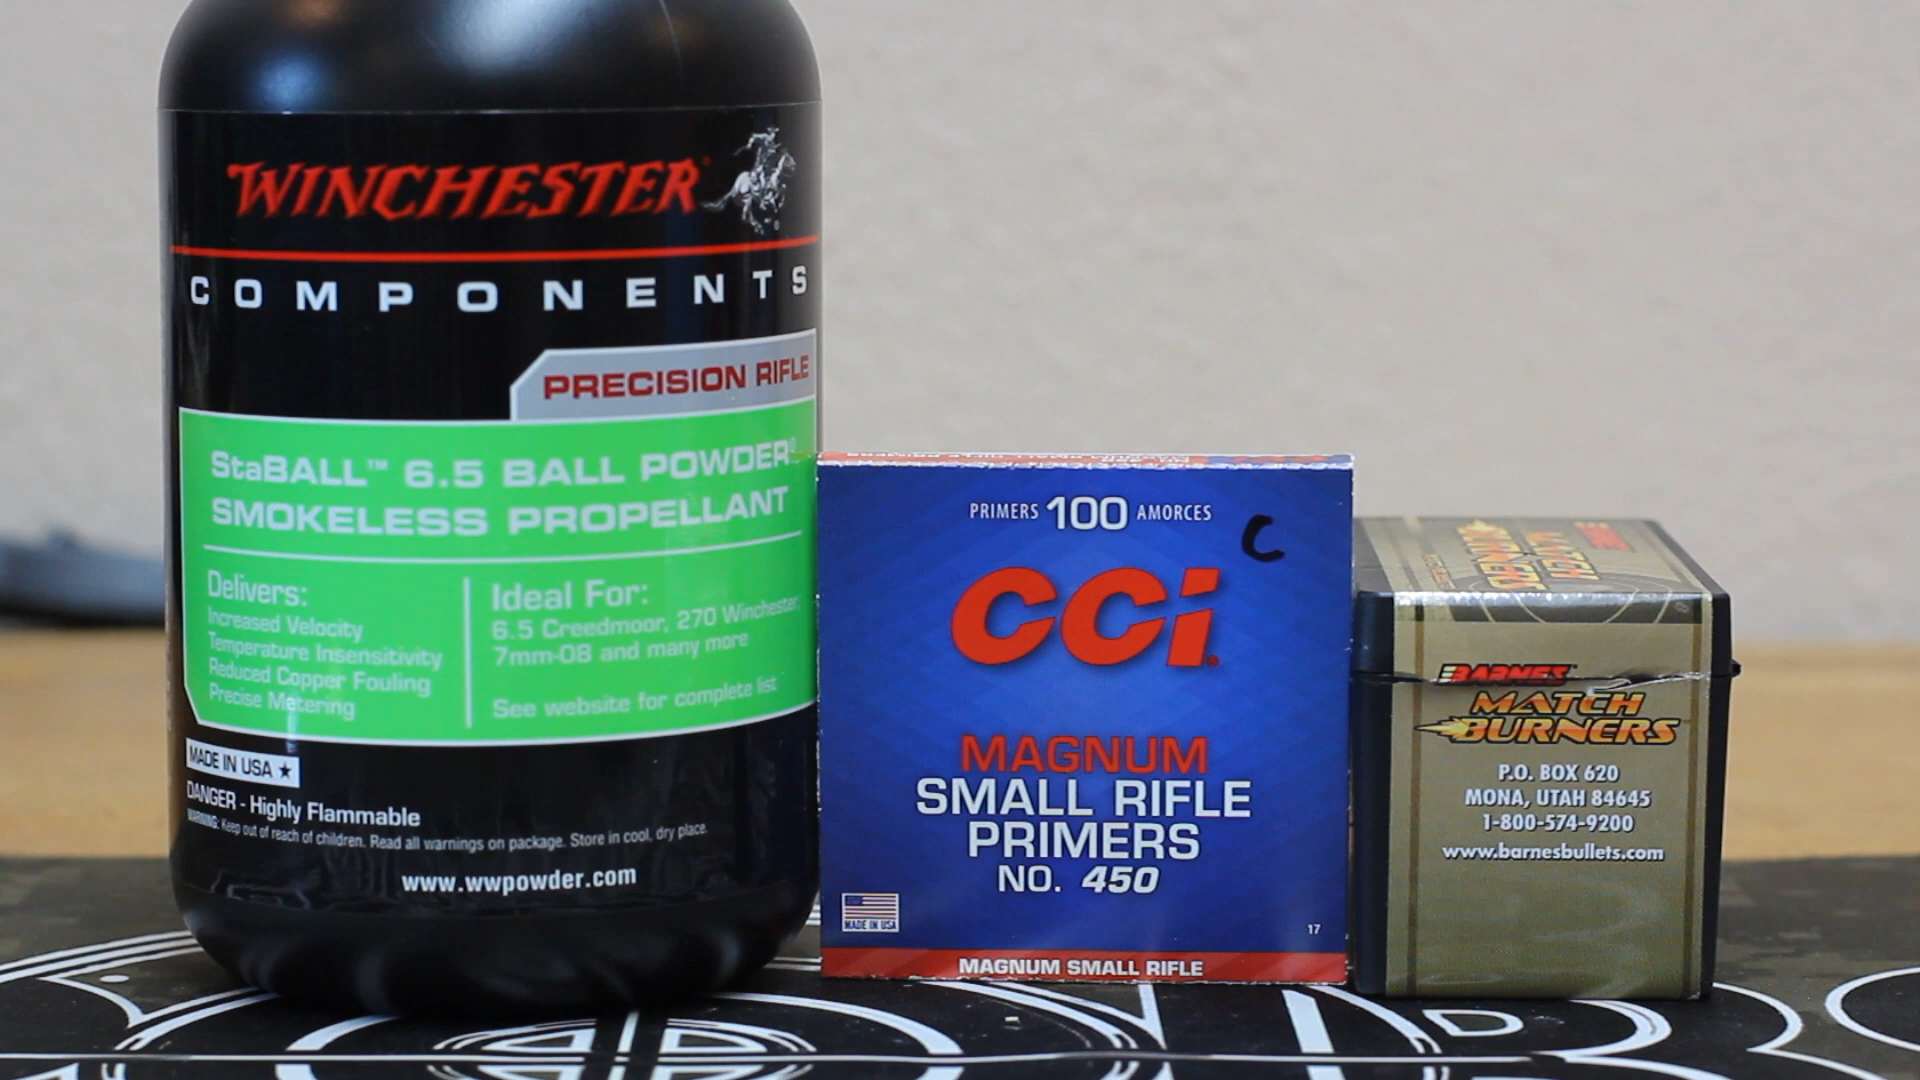 WINCHESTER
COMPONENTS
PRECISION RIFLE
StaBALL™ 6.5 BALL POWDER®
SMOKELESS PROPELLANT
Delivers:
Increased Velocity
Temperature Insensitivity
Reduced Copper Fouling
Precise Metering
Ideal For:
6.5 Creedmoor, 270 Winchester,
7mm-08 and many more
See website for complete list
MADE IN USA ★
DANGER - Highly Flammable
WARNING: Keep out of reach of children. Read all warnings on package. Store in cool, dry place.
www.wwpowder.com
PRIMERS 100 AMORCES
C
CCI
MAGNUM
SMALL RIFLE
PRIMERS
NO. 450
MADE IN USA
17
MAGNUM SMALL RIFLE
BARNES
MATCH
BURNERS
BARNES
MATCH
BURNERS
P.O. BOX 620
MONA, UTAH 84645
1-800-574-9200
www.barnesbullets.com